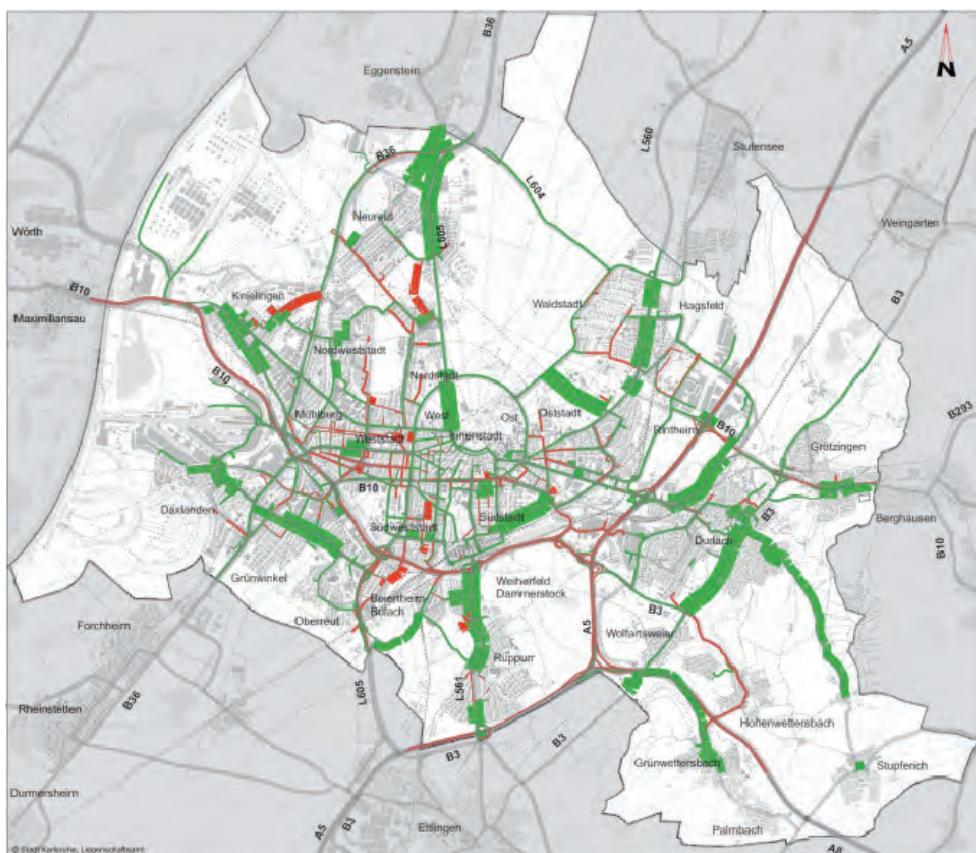 B36
A5
Eggenstein
N
L560
Stutensee
B36
L604
Weingarten
Neureut
L605
Wörth
B3
B10
Knielingen
Waldstadt
Hagsfeld
Maximiliansau
Nordweststadt
B10
Nordstadt
B293
Mühlburg
West
Ost
Oststadt
Weststadt
Innenstadt
Rintheim
B10
Grötzingen
B10
B3
Daxlanden
Südweststadt
Südstadt
Durlach
Berghausen
B10
Grünwinkel
Weiherfeld
Dammerstock
Beiertheim-
Bulach
B3
Forchheim
Oberreut
A5
Wolfartsweier
Rüppurr
L605
L561
B36
Rheinstetten
Hohenwettersbach
B3
B3
Grünwettersbach
Stupferich
Durmersheim
A5
B3
Ettlingen
Palmbach
A8
© Stadt Karlsruhe, Liegenschaftsamt